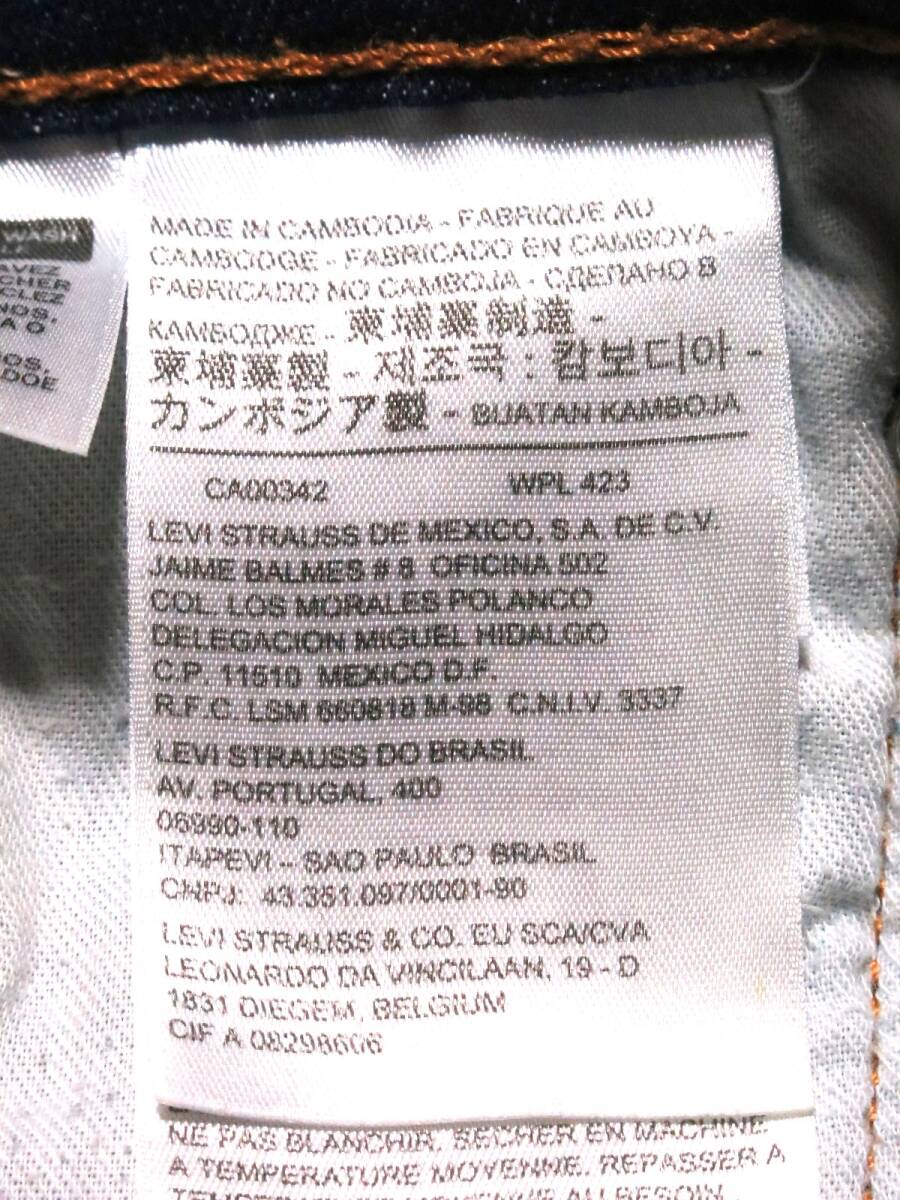 MADE IN CAMBODIA - FABRIQUE AU
CAMBODGE - FABRICADO EN CAMBOYA -
FABRICADO NO CAMBOJA - СДЕЛАНО В
КАМБОДЖЕ - 柬埔寨制造 -
柬埔寨製 - 제조국 : 캄보디아 -
カンボジア製 - BUATAN KAMBOJA
CA00342 WPL 423
LEVI STRAUSS DE MEXICO, S.A. DE C.V.
JAIME BALMES # 8 OFICINA 502
COL. LOS MORALES POLANCO
DELEGACION MIGUEL HIDALGO
C.P. 11510 MEXICO D.F.
R.F.C. LSM 660818 M-98 C.N.I.V. 3337
LEVI STRAUSS DO BRASIL
AV. PORTUGAL, 400
06990-110
ITAPEVI - SAO PAULO BRASIL
CNPJ: 43.351.097/0001-90
LEVI STRAUSS & CO. EU SCA/CVA
LEONARDO DA VINCILAAN, 19 - D
1831 DIEGEM, BELGIUM
CIF A 08298606
NE PAS BLANCHIR. SECHER EN MACHINE
A TEMPERATURE MOYENNE. REPASSER A
AU BESOIN